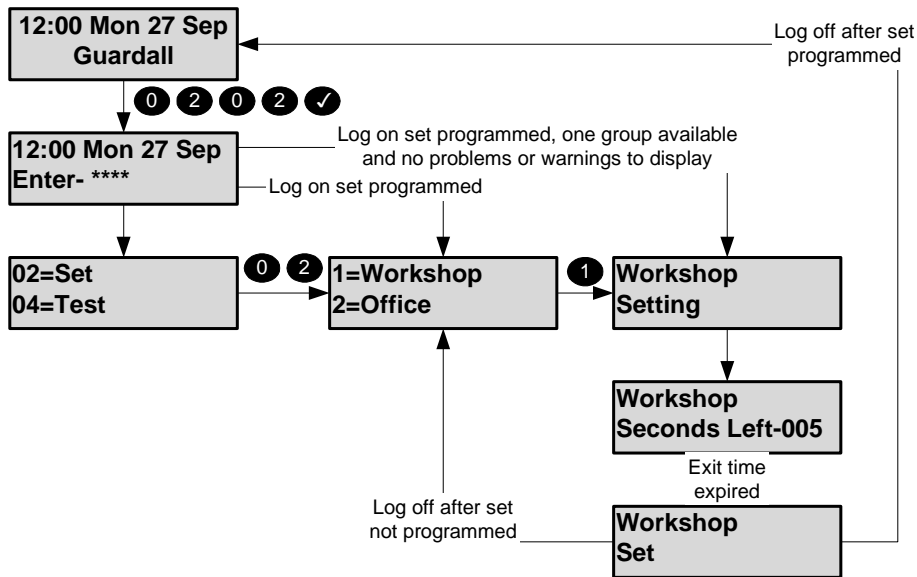 12:00 Mon 27 Sep
Guardall
Log off after set
programmed
0 2 0 2 ✓
12:00 Mon 27 Sep
Enter- ****
Log on set programmed, one group available
and no problems or warnings to display
Log on set programmed
02=Set
04=Test
0 2
1=Workshop
2=Office
1
Workshop
Setting
Workshop
Seconds Left-005
Exit time
expired
Log off after set
not programmed
Workshop
Set